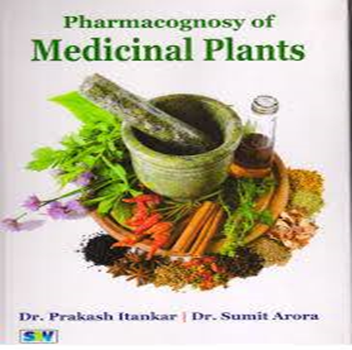 Pharmacognosy of
Medicinal Plants
Dr. Prakash Itankar | Dr. Sumit Arora